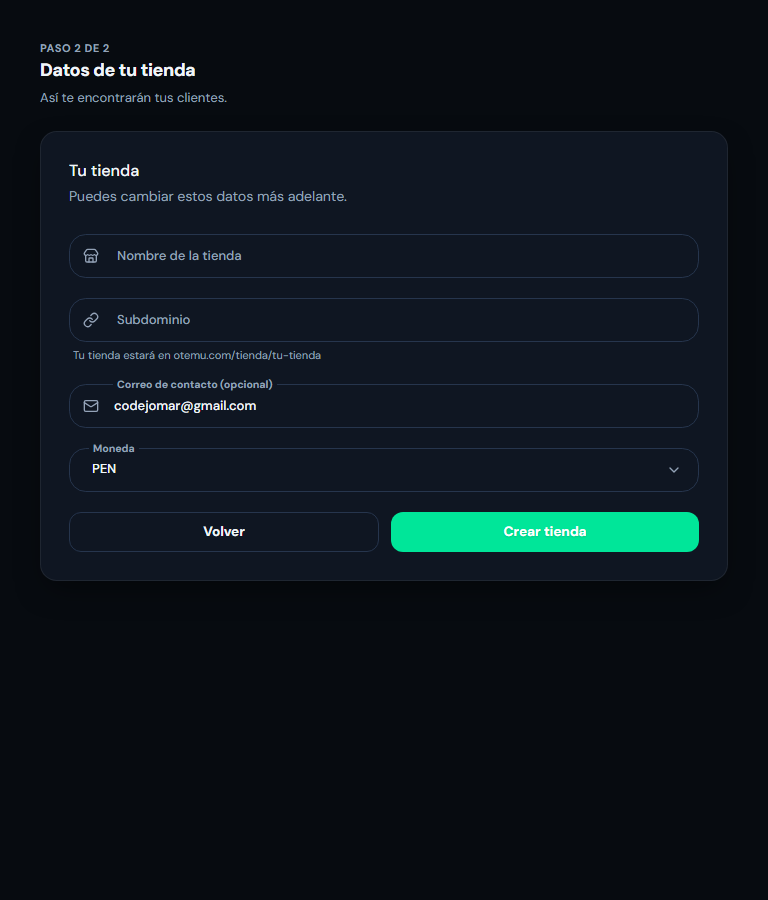 PASO 2 DE 2
Datos de tu tienda
Así te encontrarán tus clientes.
Tu tienda
Puedes cambiar estos datos más adelante.
Nombre de la tienda
Subdominio
Tu tienda estará en otemu.com/tienda/tu-tienda
Correo de contacto (opcional)
codejomar@gmail.com
Moneda
PEN
Volver
Crear tienda